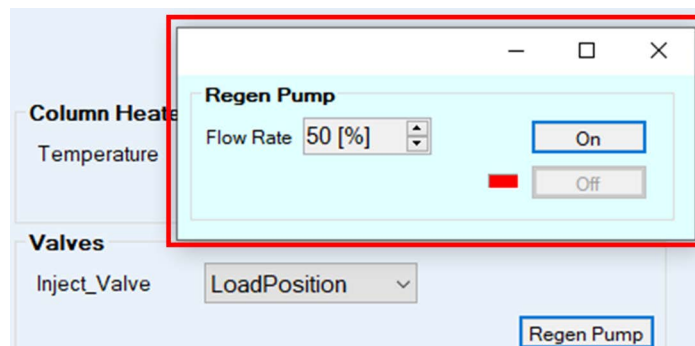 Regen Pump
Flow Rate 50 [%] On
Off
Column Heate
Temperature
Valves
Inject_Valve LoadPosition
Regen Pump